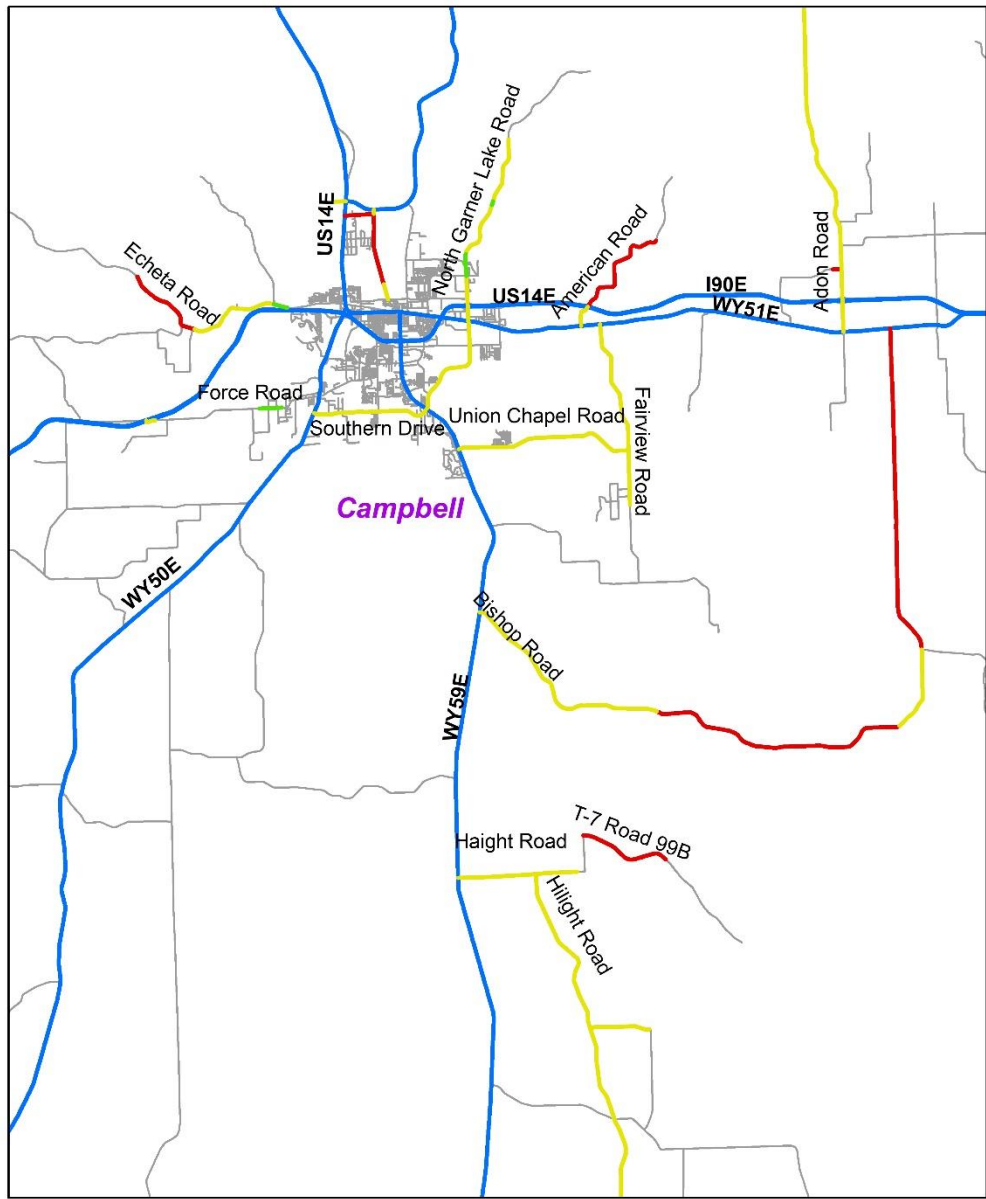 North Garner Lake Road
US14E
American Road
Echeta Road
Adon Road
I90E
US14E
WY51E
Force Road
Southern Drive
Union Chapel Road
Fairview Road
Campbell
WY50E
Bishop Road
WY59E
T-7 Road 99B
Haight Road
Hilight Road